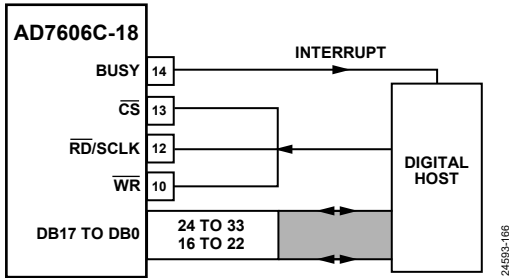 AD7606C-18
BUSY 14
INTERRUPT
CS 13
RD/SCLK 12
WR 10
DIGITAL
HOST
DB17 TO DB0
24 TO 33
16 TO 22
24593-166